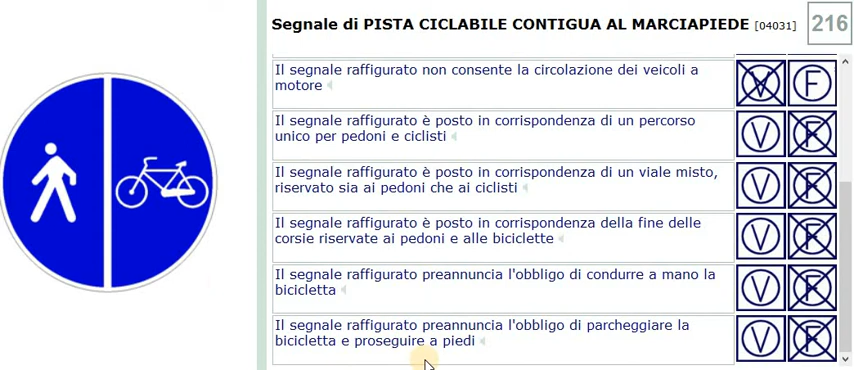 Segnale di PISTA CICLABILE CONTIGUA AL MARCIAPIEDE [04031] 216
Il segnale raffigurato non consente la circolazione dei veicoli a
motore
V F
Il segnale raffigurato è posto in corrispondenza di un percorso
unico per pedoni e ciclisti
V F
Il segnale raffigurato è posto in corrispondenza di un viale misto,
riservato sia ai pedoni che ai ciclisti
V F
Il segnale raffigurato è posto in corrispondenza della fine delle
corsie riservate ai pedoni e alle biciclette
V F
Il segnale raffigurato preannuncia l'obbligo di condurre a mano la
bicicletta
V F
Il segnale raffigurato preannuncia l'obbligo di parcheggiare la
bicicletta e proseguire a piedi
V F